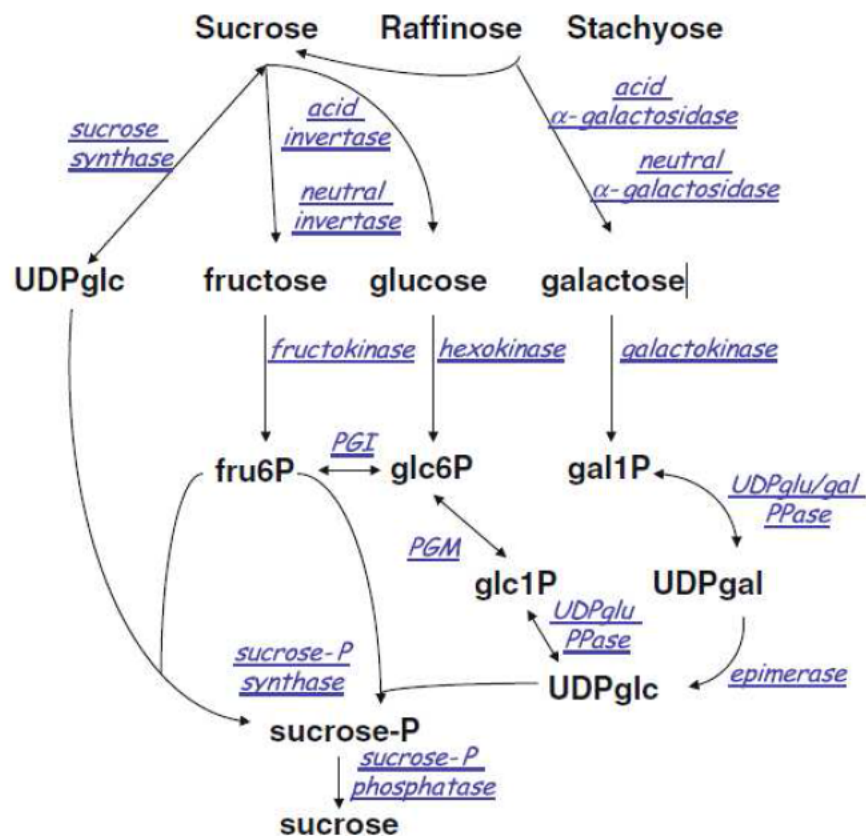 Sucrose Raffinose Stachyose
acid
α-galactosidase
acid
invertase
sucrose
synthase
neutral
α-galactosidase
neutral
invertase
UDPglc fructose glucose galactose
fructokinase hexokinase galactokinase
PGI
fru6P glc6P gal1P
UDPglu/gal
PPase
PGM
glc1P UDPgal
UDPglu
PPase
sucrose-P
synthase
epimerase
UDPglc
sucrose-P
sucrose-P
phosphatase
sucrose